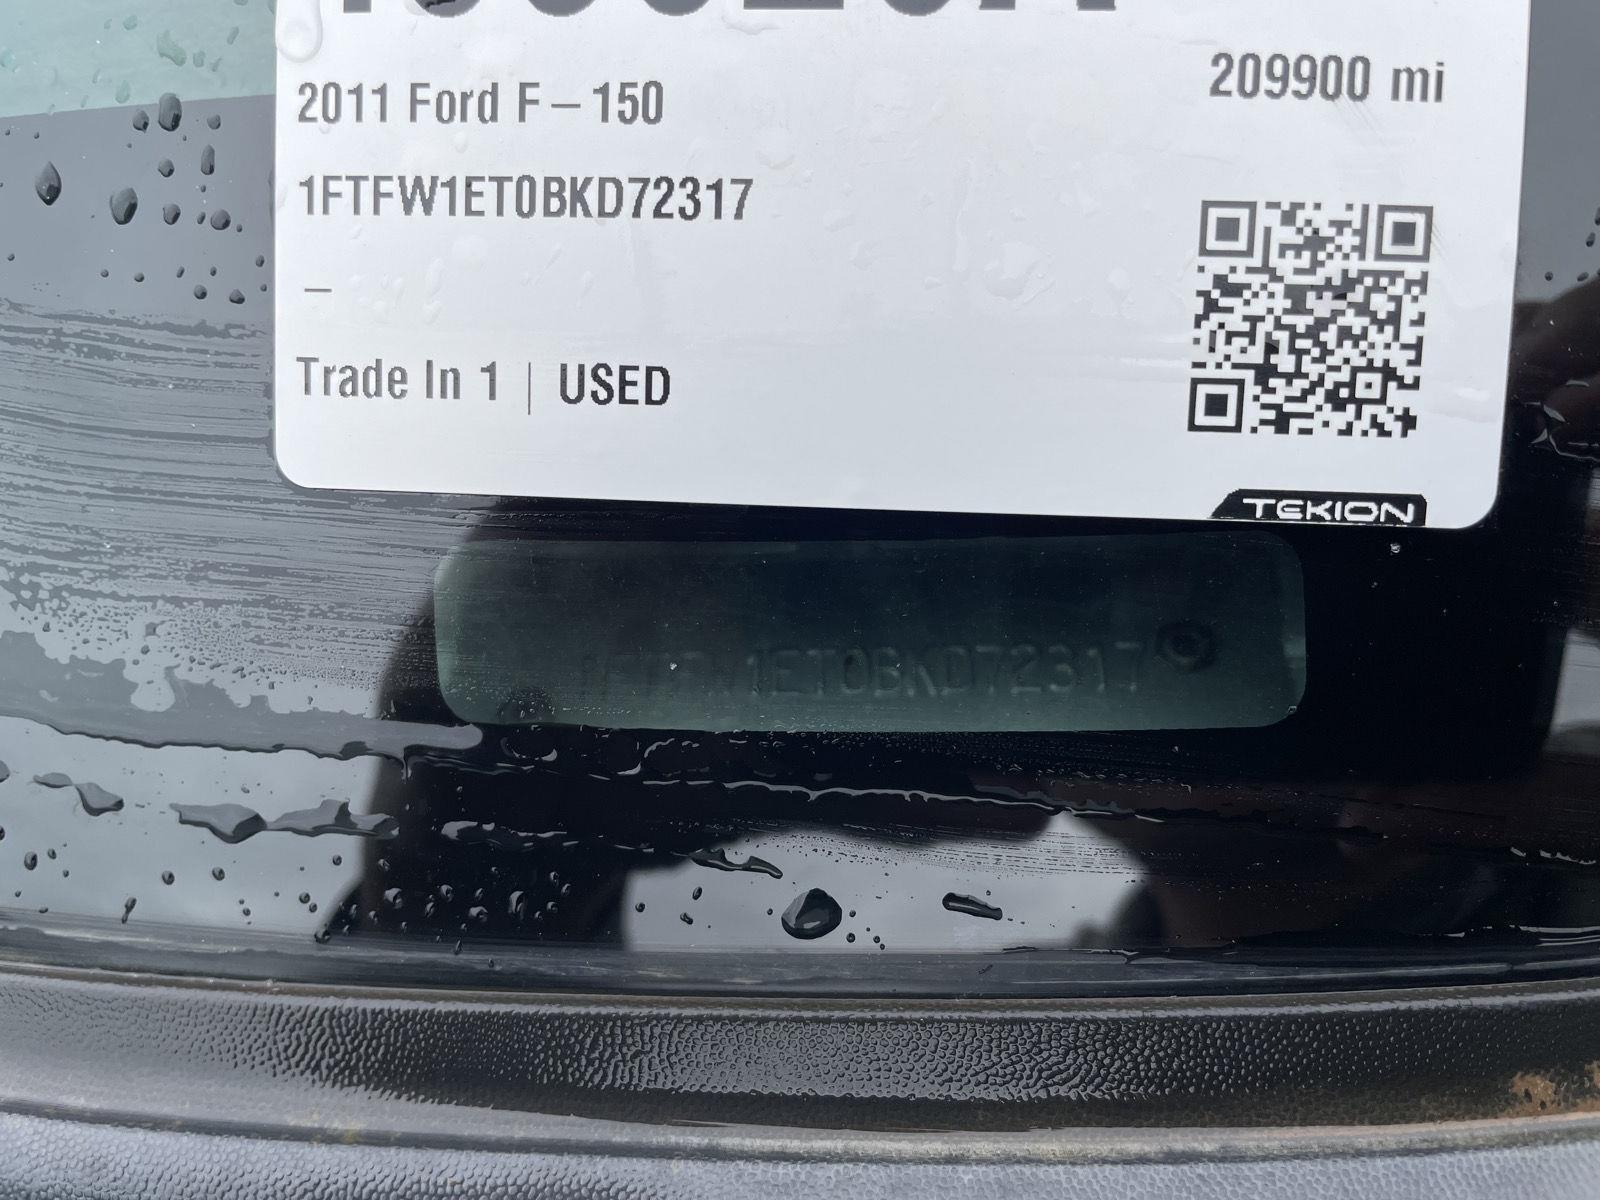 2011 Ford F-150
209900 mi
1FTFW1ET0BKD72317
–
Trade In 1 | USED
TEKION
1FTFW1ET0BKD72317